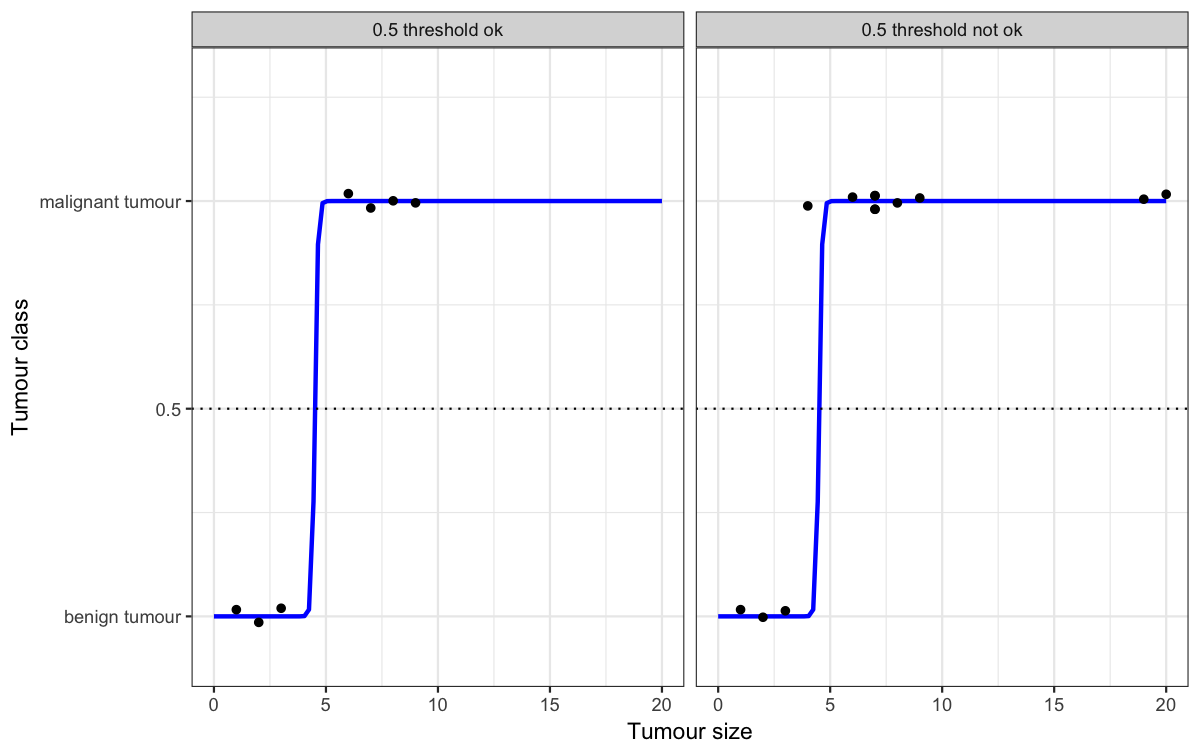 0.5 threshold ok
0.5 threshold not ok
Tumour class
malignant tumour
0.5
benign tumour
0 5 10 15 20
0 5 10 15 20
Tumour size